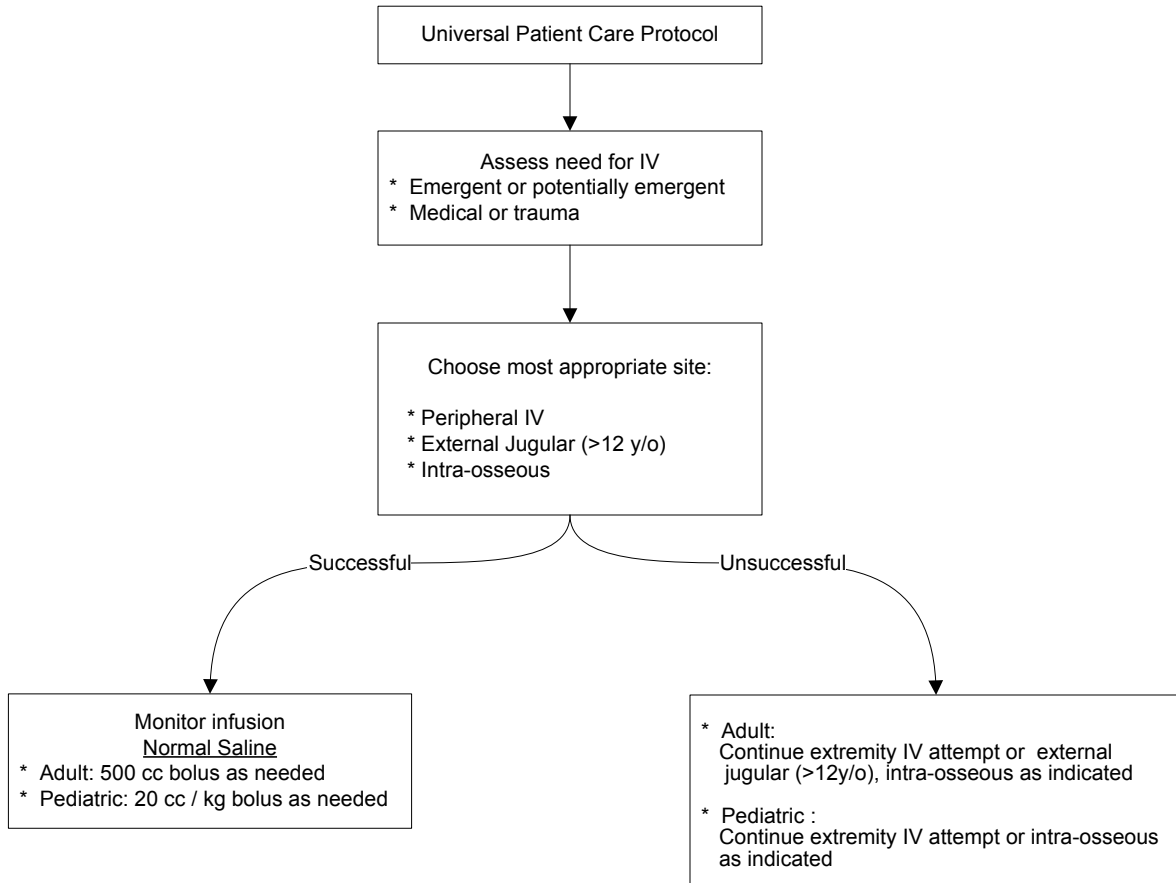 Universal Patient Care Protocol
Assess need for IV
* Emergent or potentially emergent
* Medical or trauma
Choose most appropriate site:
* Peripheral IV
* External Jugular (>12 y/o)
* Intra-osseous
Successful
Unsuccessful
Monitor infusion
Normal Saline
* Adult: 500 cc bolus as needed
* Pediatric: 20 cc / kg bolus as needed
* Adult:
Continue extremity IV attempt or external
jugular (>12y/o), intra-osseous as indicated
* Pediatric :
Continue extremity IV attempt or intra-osseous
as indicated